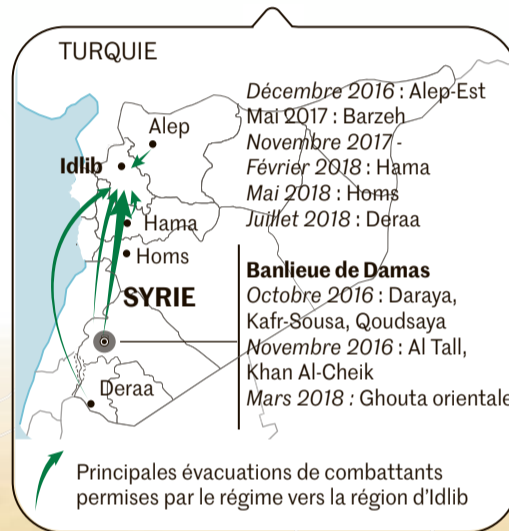 TURQUIE
Alep
Idlib
Hama
Homs
SYRIE
Deraa
Décembre 2016 : Alep-Est
Mai 2017 : Barzeh
Novembre 2017 -
Février 2018 : Hama
Mai 2018 : Homs
Juillet 2018 : Deraa
Banlieue de Damas
Octobre 2016 : Daraya,
Kafr-Sousa, Qoudsaya
Novembre 2016 : Al Tall,
Khan Al-Cheik
Mars 2018 : Ghouta orientale
Principales évacuations de combattants
permises par le régime vers la région d'Idlib